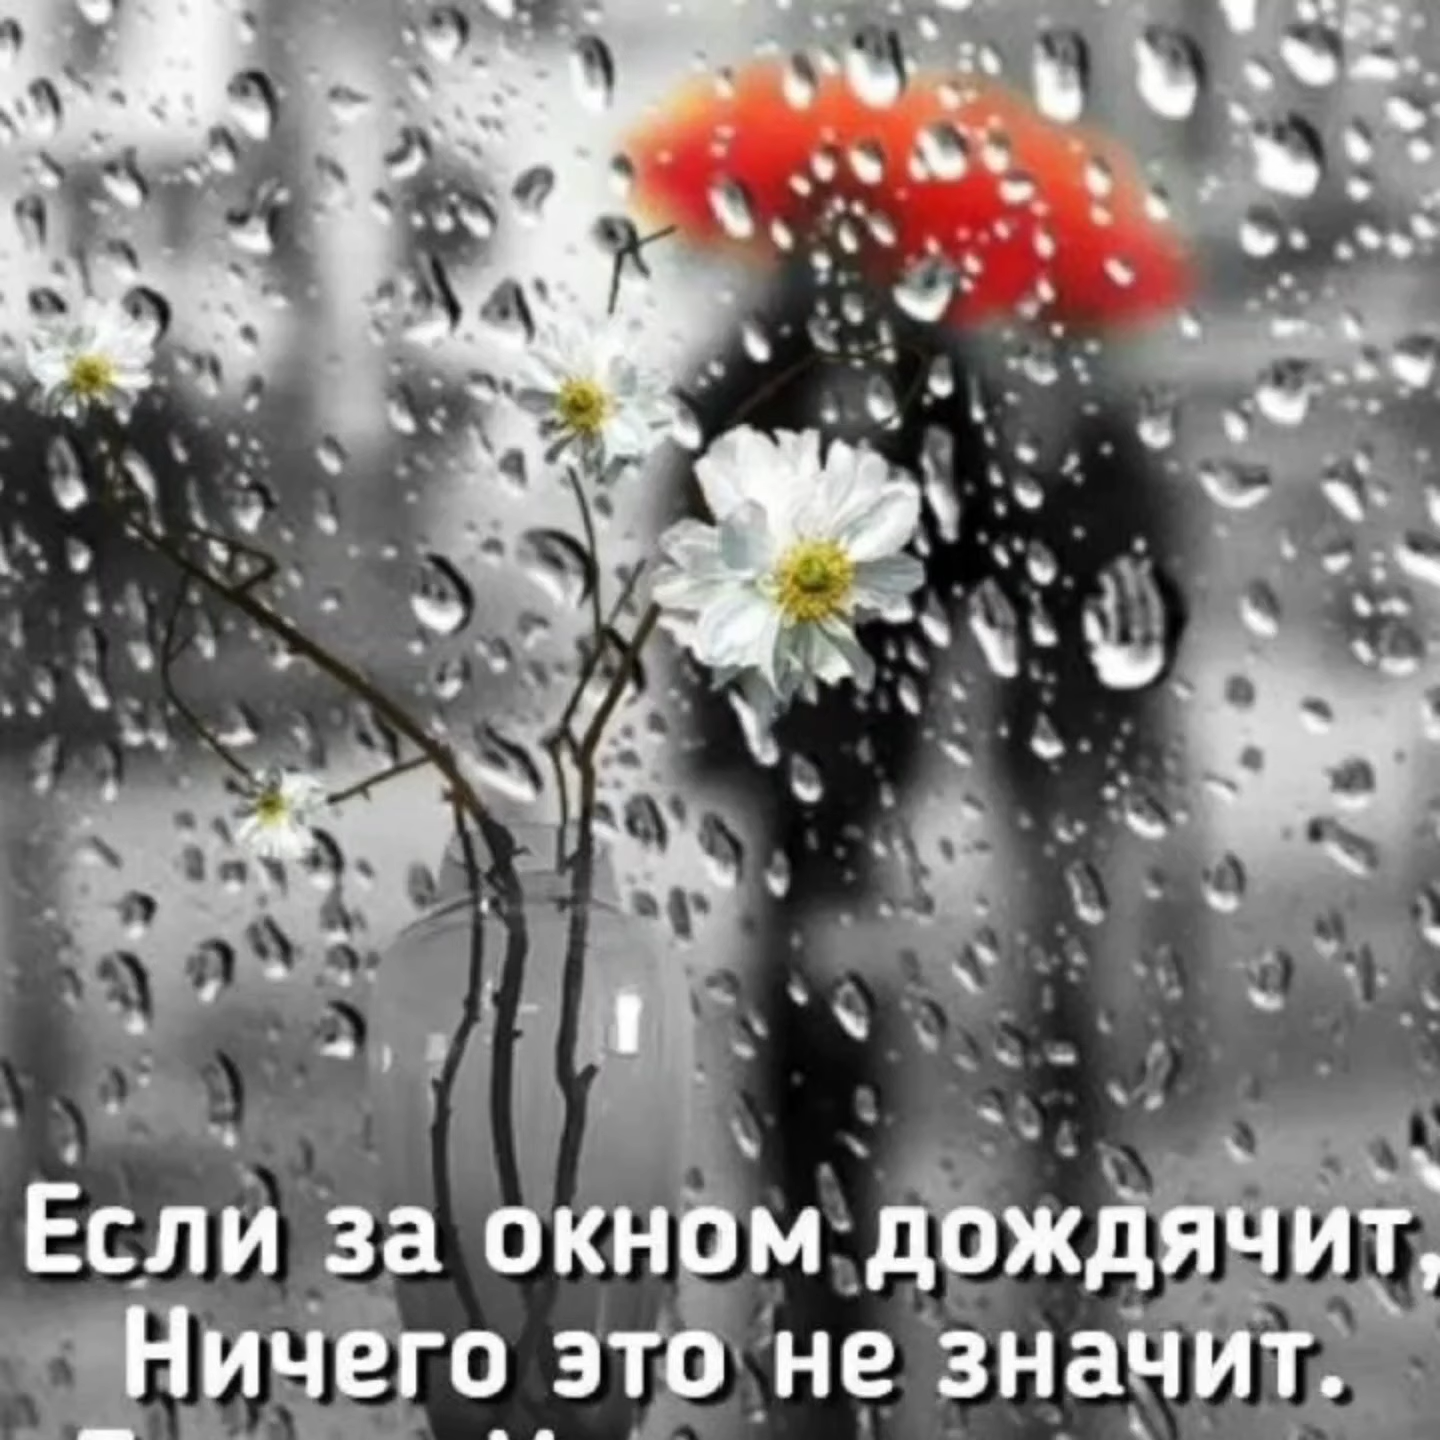 Если за окном дождячит,
Ничего это не значит.